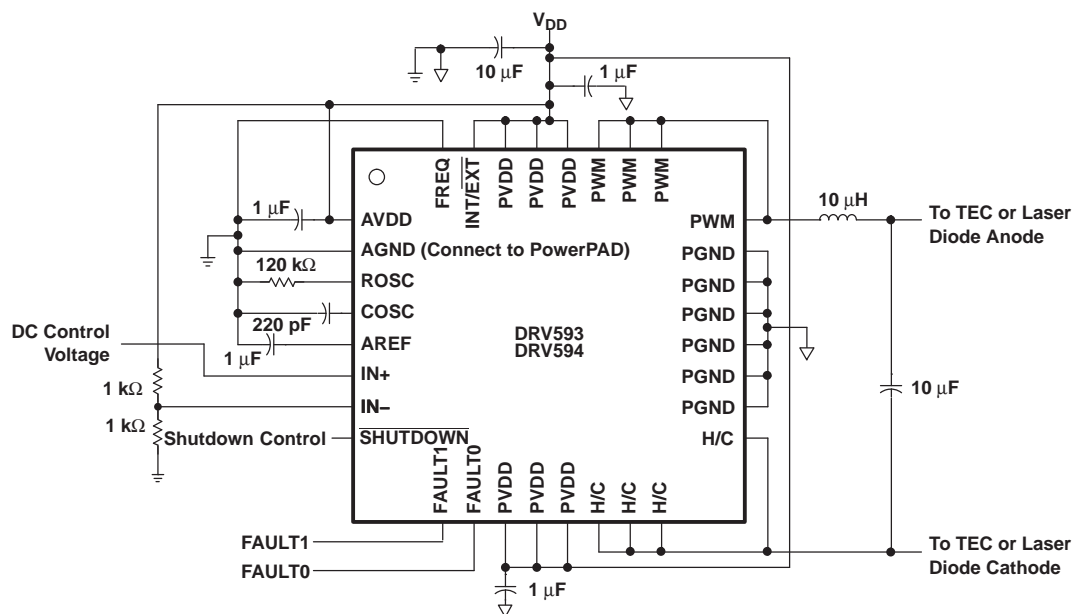 VDD
10 µF
1 µF
FREQ
INT/EXT
PVDD
PVDD
PVDD
PWM
PWM
PWM
1 µF
AVDD
AGND (Connect to PowerPAD)
120 kΩ
ROSC
COSC
220 pF
AREF
1 µF
DC Control
Voltage
IN+
1 kΩ
IN–
1 kΩ
Shutdown Control
SHUTDOWN
DRV593
DRV594
PWM
PGND
PGND
PGND
PGND
PGND
PGND
H/C
10 µH
To TEC or Laser
Diode Anode
10 µF
FAULT1
FAULT0
PVDD
PVDD
PVDD
H/C
H/C
H/C
FAULT1
FAULT0
1 µF
To TEC or Laser
Diode Cathode